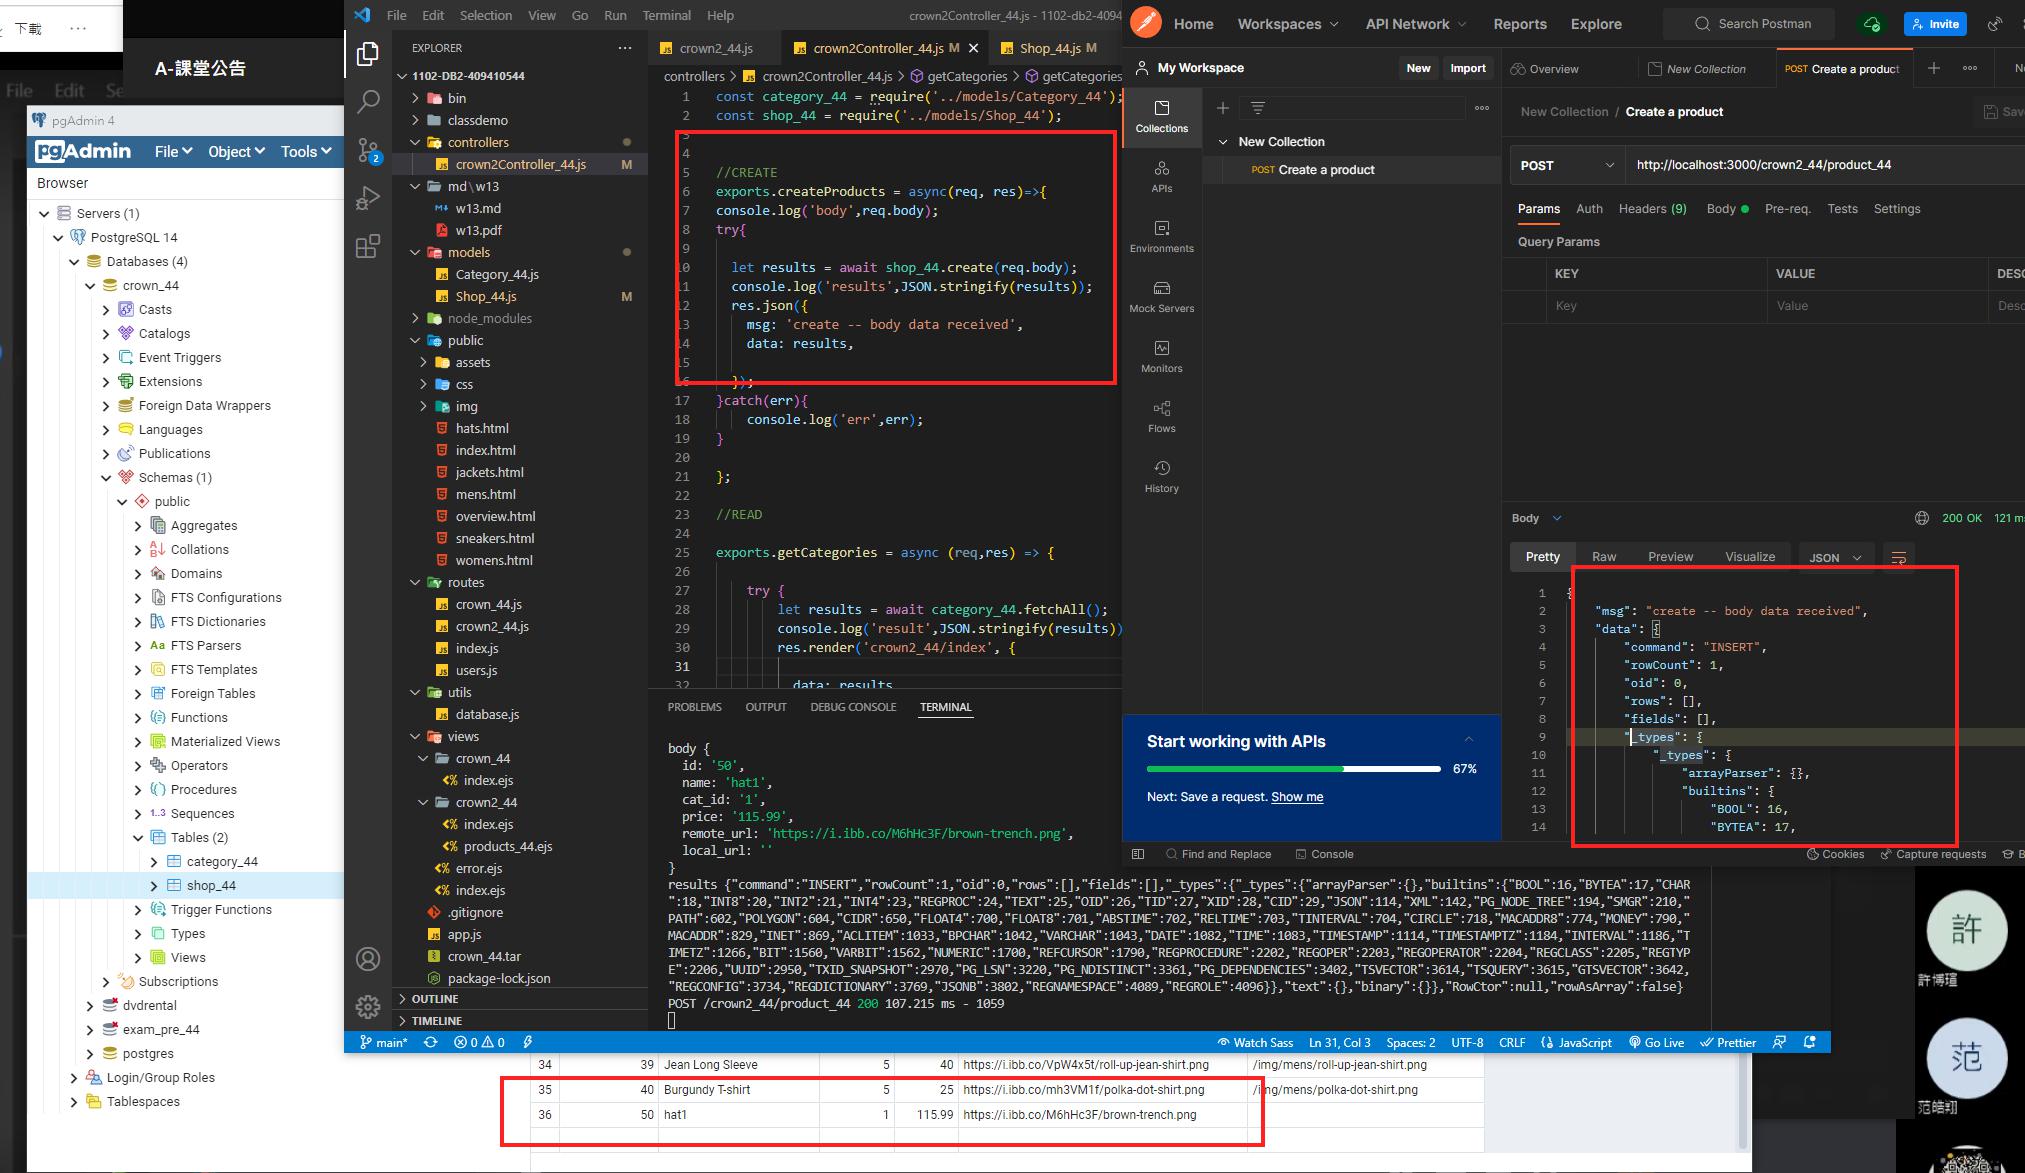 下載
A-課堂公告
File Edit
pgAdmin 4
pgAdmin File Object Tools
Browser
Servers (1)
PostgreSQL 14
Databases (4)
crown_44
Casts
Catalogs
Event Triggers
Extensions
Foreign Data Wrappers
Languages
Publications
Schemas (1)
public
Aggregates
Collations
Domains
FTS Configurations
FTS Dictionaries
FTS Parsers
FTS Templates
Foreign Tables
Functions
Materialized Views
Operators
Procedures
Sequences
Tables (2)
category_44
shop_44
Trigger Functions
Types
Views
Subscriptions
dvdrental
exam_pre_44
postgres
Login/Group Roles
Tablespaces
File Edit Selection View Go Run Terminal Help
crown2Controller_44.js - 1102-db2-40941
EXPLORER
1102-DB2-409410544
bin
classdemo
controllers
crown2Controller_44.js M
md\w13
w13.md
w13.pdf
models
Category_44.js
Shop_44.js M
node_modules
public
assets
css
img
hats.html
index.html
jackets.html
mens.html
overview.html
sneakers.html
womens.html
routes
crown_44.js
crown2_44.js
index.js
users.js
utils
database.js
views
crown_44
index.ejs
crown2_44
index.ejs
products_44.ejs
error.ejs
index.ejs
.gitignore
app.js
crown_44.tar
package-lock.json
OUTLINE
TIMELINE
crown2_44.js crown2Controller_44.js M Shop_44.js M
controllers > crown2Controller_44.js > getCategories > getCategories
1 const category_44 = require('../models/Category_44');
2 const shop_44 = require('../models/Shop_44');
3
4
5 //CREATE
6 exports.createProducts = async(req, res)=>{
7 console.log('body',req.body);
8 try{
9
10 let results = await shop_44.create(req.body);
11 console.log('results',JSON.stringify(results));
12 res.json({
13 msg: 'create -- body data received',
14 data: results,
15
16 });
17 }catch(err){
18 console.log('err',err);
19 }
20
21 };
22
23 //READ
24
25 exports.getCategories = async (req,res) => {
26
27 try {
28 let results = await category_44.fetchAll();
29 console.log('result',JSON.stringify(results))
30 res.render('crown2_44/index', {
31
32 data: results
PROBLEMS OUTPUT DEBUG CONSOLE TERMINAL
body {
id: '50',
name: 'hat1',
cat_id: '1',
price: '115.99',
remote_url: 'https://i.ibb.co/M6hHc3F/brown-trench.png',
local_url: ''
}
results {"command":"INSERT","rowCount":1,"oid":0,"rows":[],"fields":[],"_types":{"_types":{"arrayParser":{},"builtins":{"BOOL":16,"BYTEA":17,"CHAR
":18,"INT8":20,"INT2":21,"INT4":23,"REGPROC":24,"TEXT":25,"OID":26,"TID":27,"XID":28,"CID":29,"JSON":114,"XML":142,"PG_NODE_TREE":194,"SMGR":210,"
PATH":602,"POLYGON":604,"CIDR":650,"FLOAT4":700,"FLOAT8":701,"ABSTIME":702,"RELTIME":703,"TINTERVAL":704,"CIRCLE":718,"MACADDR8":774,"MONEY":790,"
MACADDR":829,"INET":869,"ACLITEM":1033,"BPCHAR":1042,"VARCHAR":1043,"DATE":1082,"TIME":1083,"TIMESTAMP":1114,"TIMESTAMPTZ":1184,"INTERVAL":1186,"T
IMETZ":1266,"BIT":1560,"VARBIT":1562,"NUMERIC":1700,"REFCURSOR":1790,"REGPROCEDURE":2202,"REGOPER":2203,"REGOPERATOR":2204,"REGCLASS":2205,"REGTYP
E":2206,"UUID":2950,"TXID_SNAPSHOT":2970,"PG_LSN":3220,"PG_NDISTINCT":3361,"PG_DEPENDENCIES":3402,"TSVECTOR":3614,"TSQUERY":3615,"GTSVECTOR":3642,
"REGCONFIG":3734,"REGDICTIONARY":3769,"JSONB":3802,"REGNAMESPACE":4089,"REGROLE":4096}},"text":{},"binary":{}},"RowCtor":null,"rowAsArray":false}
POST /crown2_44/product_44 200 107.215 ms - 1059
main* 0 0 Watch Sass Ln 31, Col 3 Spaces: 2 UTF-8 CRLF JavaScript Go Live Prettier
34 39 Jean Long Sleeve 5 40 https://i.ibb.co/VpW4x5t/roll-up-jean-shirt.png /img/mens/roll-up-jean-shirt.png
35 40 Burgundy T-shirt 5 25 https://i.ibb.co/mh3VM1f/polka-dot-shirt.png /img/mens/polka-dot-shirt.png
36 50 hat1 1 115.99 https://i.ibb.co/M6hHc3F/brown-trench.png
Home Workspaces API Network Reports Explore Search Postman Invite
My Workspace New Import
Collections
APIs
Environments
Mock Servers
Monitors
Flows
History
New Collection
POST Create a product
Start working with APIs
67%
Next: Save a request. Show me
Overview New Collection POST Create a product
New Collection / Create a product
POST http://localhost:3000/crown2_44/product_44
Params Auth Headers (9) Body Pre-req. Tests Settings
Query Params
KEY VALUE DESC
Key Value Desc
Body 200 OK 121 ms
Pretty Raw Preview Visualize JSON
1 {
2 "msg": "create -- body data received",
3 "data": {
4 "command": "INSERT",
5 "rowCount": 1,
6 "oid": 0,
7 "rows": [],
8 "fields": [],
9 "_types": {
10 "_types": {
11 "arrayParser": {},
12 "builtins": {
13 "BOOL": 16,
14 "BYTEA": 17,
Find and Replace Console Cookies Capture requests
許
許博瑄
范
范皓翔